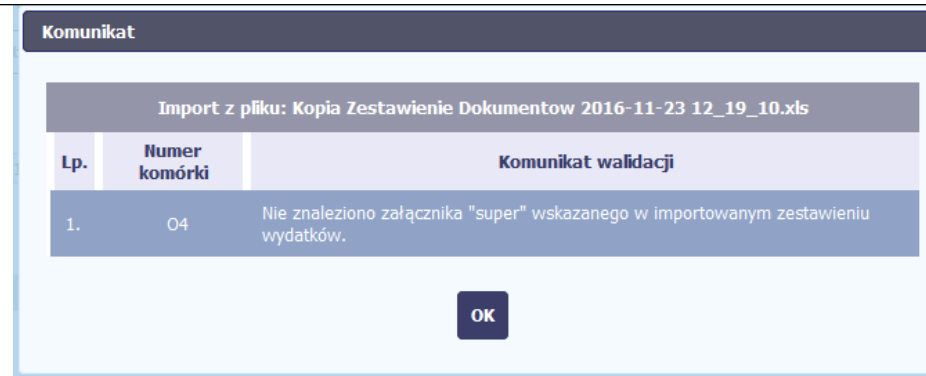 Komunikat
Import z pliku: Kopia Zestawienie Dokumentow 2016-11-23 12_19_10.xls
Lp.
Numer
komórki
Komunikat walidacji
1.
O4
Nie znaleziono załącznika "super" wskazanego w importowanym zestawieniu
wydatków.
OK